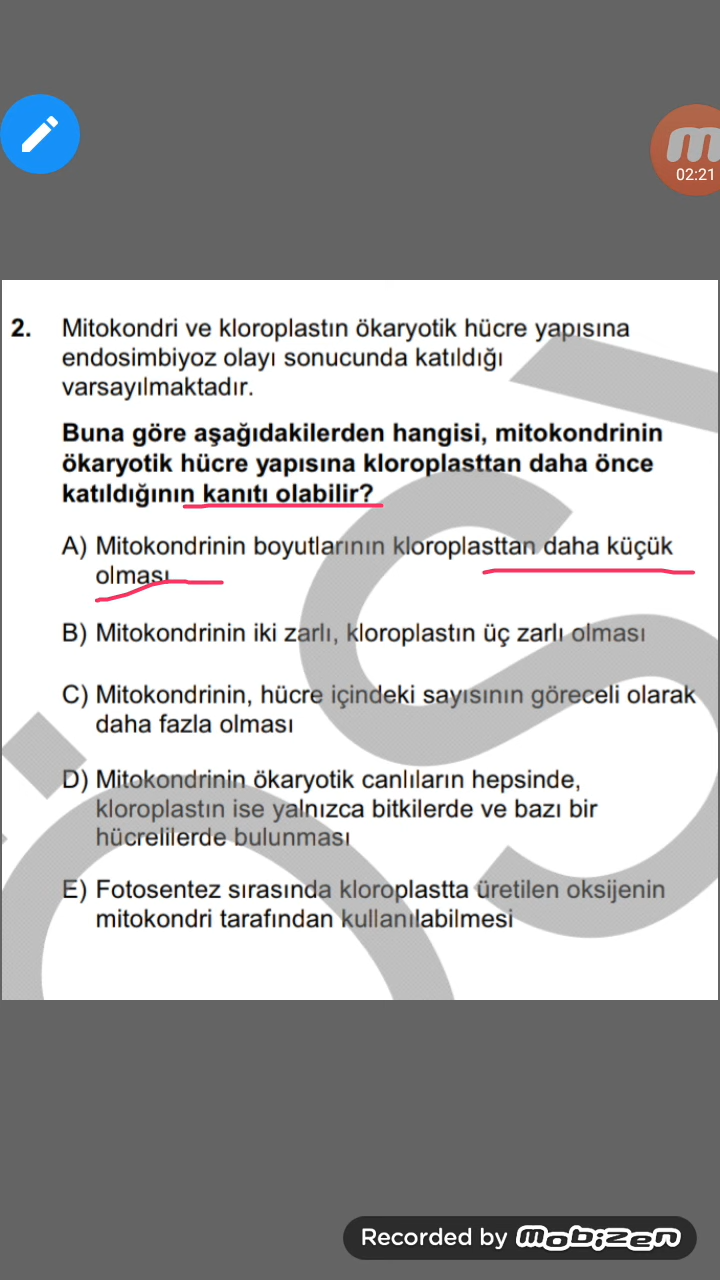 02:21
2. Mitokondri ve kloroplastın ökaryotik hücre yapısına
endosimbiyoz olayı sonucunda katıldığı
varsayılmaktadır.
Buna göre aşağıdakilerden hangisi, mitokondrinin
ökaryotik hücre yapısına kloroplasttan daha önce
katıldığının kanıtı olabilir?
A) Mitokondrinin boyutlarının kloroplasttan daha küçük
olması
B) Mitokondrinin iki zarlı, kloroplastın üç zarlı olması
C) Mitokondrinin, hücre içindeki sayısının göreceli olarak
daha fazla olması
D) Mitokondrinin ökaryotik canlıların hepsinde,
kloroplastın ise yalnızca bitkilerde ve bazı bir
hücrelilerde bulunması
E) Fotosentez sırasında kloroplastta üretilen oksijenin
mitokondri tarafından kullanılabilmesi
Recorded by mobizen